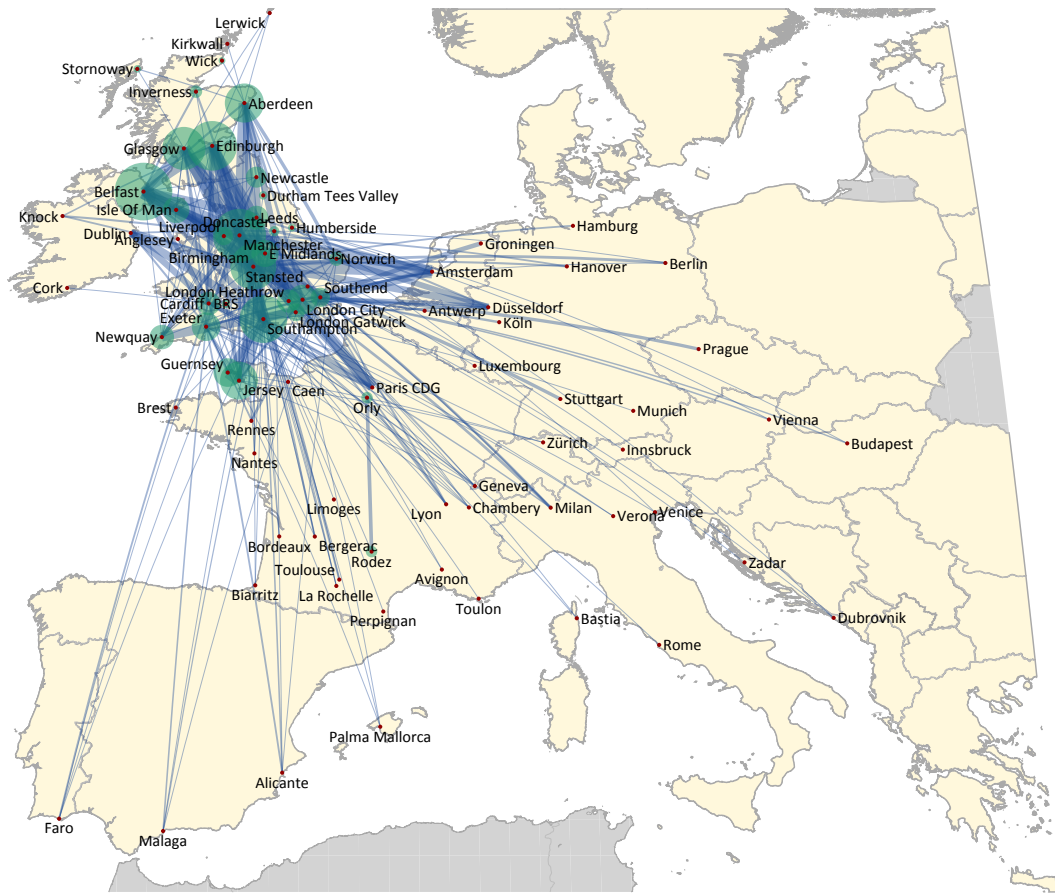 Lerwick
Kirkwall
Wick
Stornoway
Inverness
Aberdeen
Glasgow
Edinburgh
Newcastle
Belfast
Durham Tees Valley
Isle Of Man
Knock
Doncaster
Leeds
Liverpool
Humberside
Dublin
Anglesey
Hamburg
Manchester
Groningen
E Midlands
Birmingham
Norwich
Hanover
Berlin
Amsterdam
Stansted
Cork
London Heathrow
Southend
Cardiff
BRS
London City
Antwerp
Düsseldorf
Exeter
London Gatwick
Köln
Southampton
Newquay
Prague
Guernsey
Luxembourg
Jersey
Caen
Paris CDG
Orly
Stuttgart
Brest
Munich
Rennes
Vienna
Zürich
Budapest
Innsbruck
Nantes
Geneva
Limoges
Lyon
Chambery
Milan
Verona
Venice
Bordeaux
Bergerac
Rodez
Zadar
Toulouse
Avignon
Biarritz
La Rochelle
Toulon
Perpignan
Bastia
Dubrovnik
Rome
Palma Mallorca
Alicante
Faro
Malaga